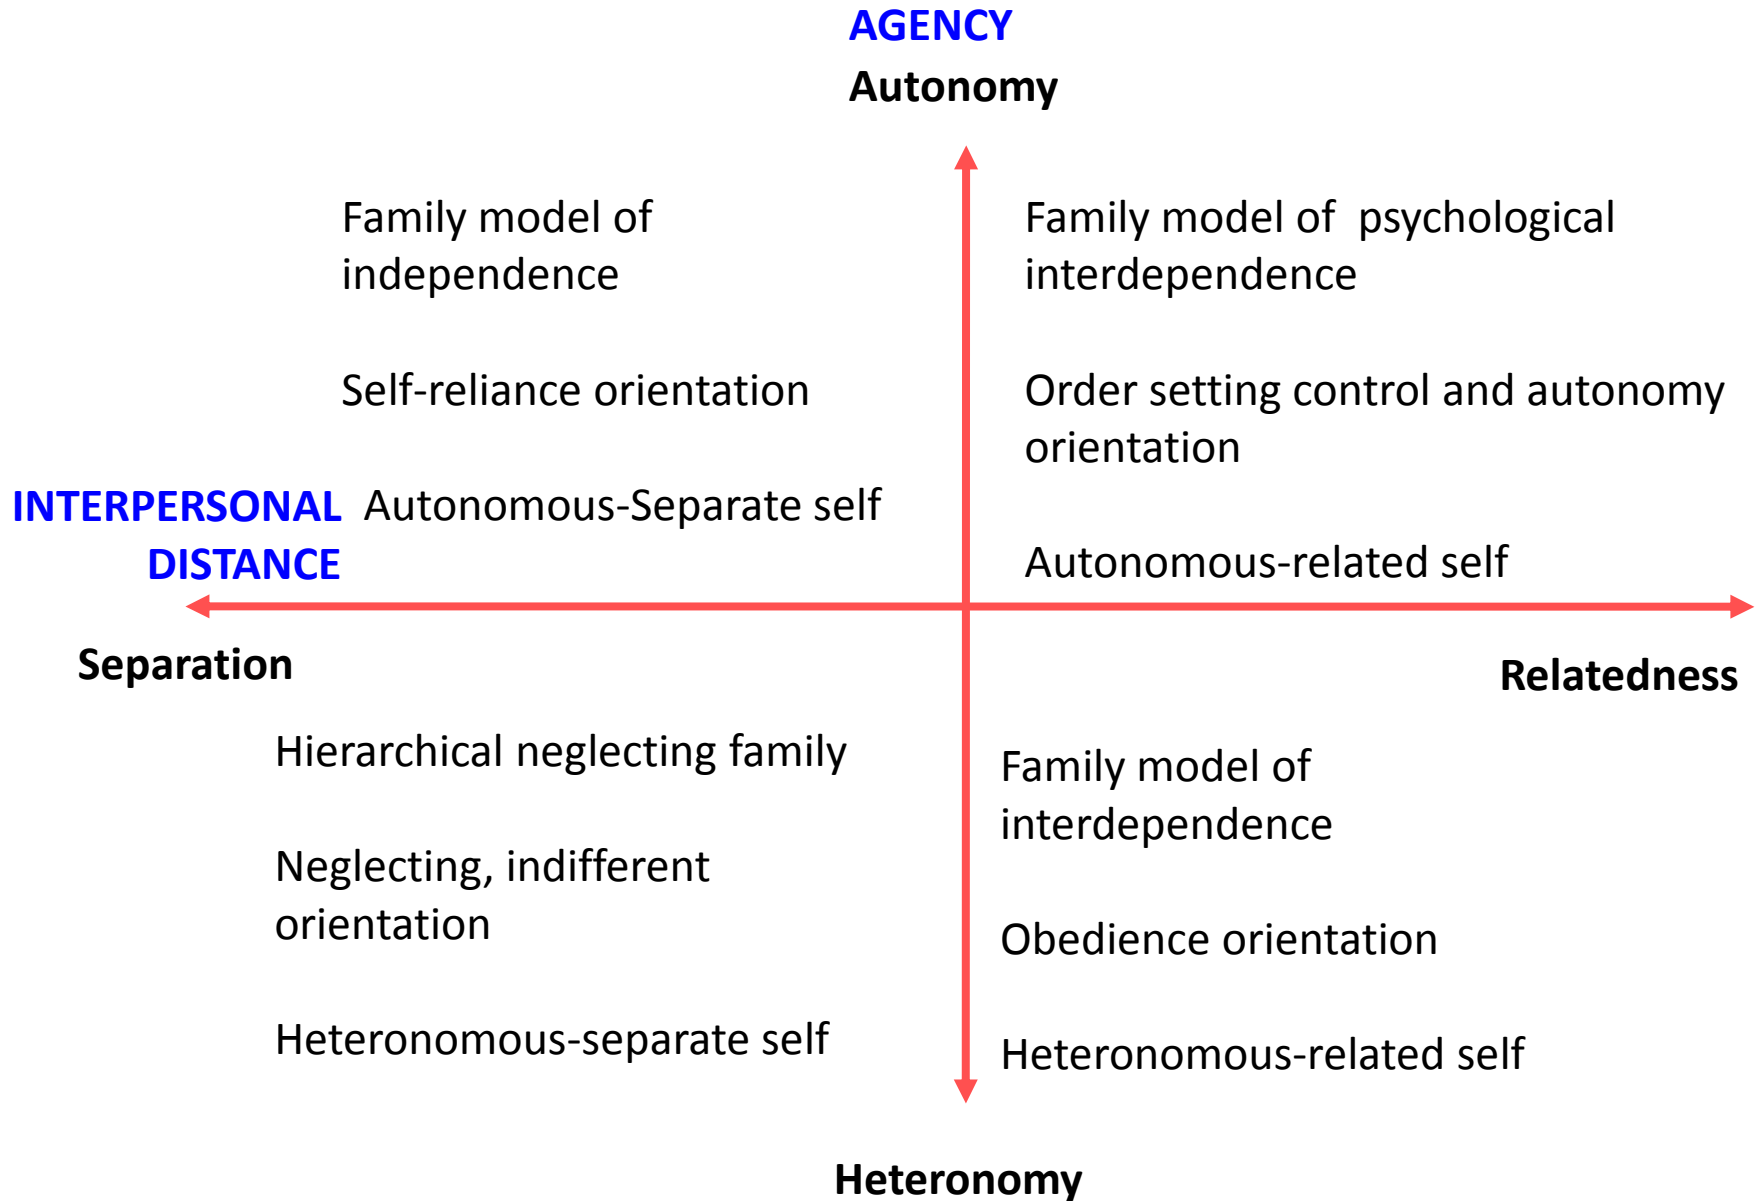 AGENCY
Autonomy
Family model of
independence
Self-reliance orientation
Autonomous-Separate self
Family model of  psychological
interdependence
Order setting control and autonomy
orientation
Autonomous-related self
INTERPERSONAL
DISTANCE
Separation
Relatedness
Hierarchical neglecting family
Neglecting, indifferent
orientation
Heteronomous-separate self
Family model of
interdependence
Obedience orientation
Heteronomous-related self
Heteronomy